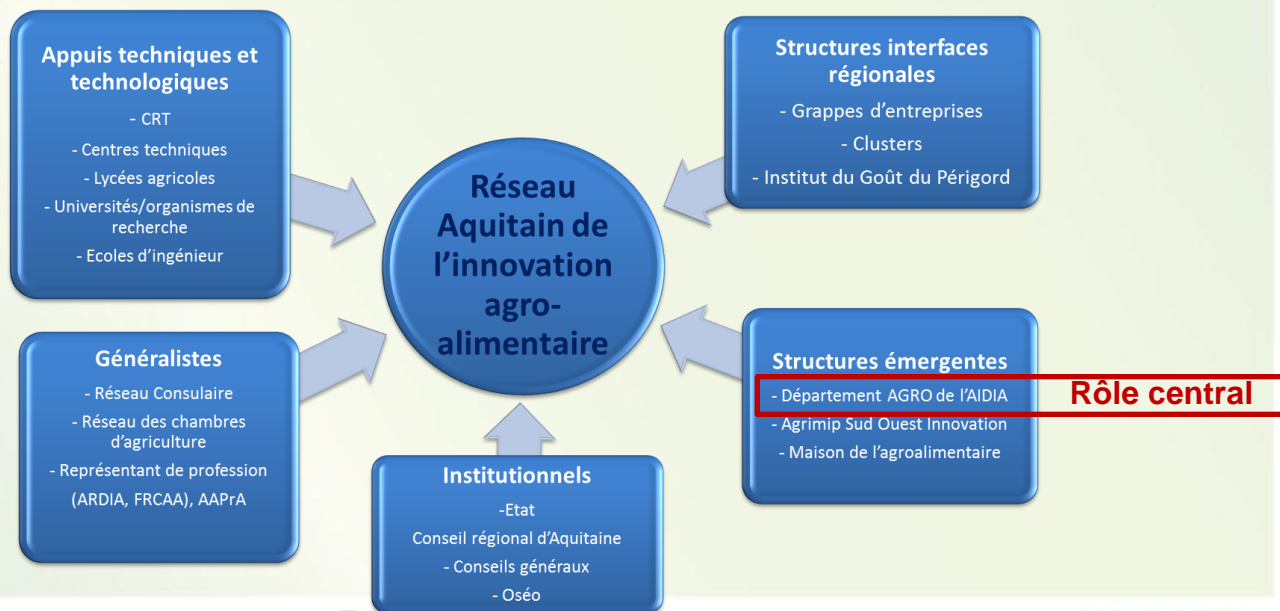 Appuis techniques et
technologiques
- CRT
- Centres techniques
- Lycées agricoles
- Universités/organismes de
recherche
- Ecoles d'ingénieur
Structures interfaces
régionales
- Grappes d'entreprises
- Clusters
- Institut du Goût du Périgord
Réseau
Aquitain de
l'innovation
agro-
alimentaire
Généralistes
- Réseau Consulaire
- Réseau des chambres
d'agriculture
- Représentant de profession
(ARDIA, FRCAA), AAPrA
Institutionnels
-Etat
Conseil régional d'Aquitaine
- Conseils généraux
- Oséo
Structures émergentes
- Département AGRO de l'AIDIA
Rôle central
- Agrimip Sud Ouest Innovation
- Maison de l'agroalimentaire